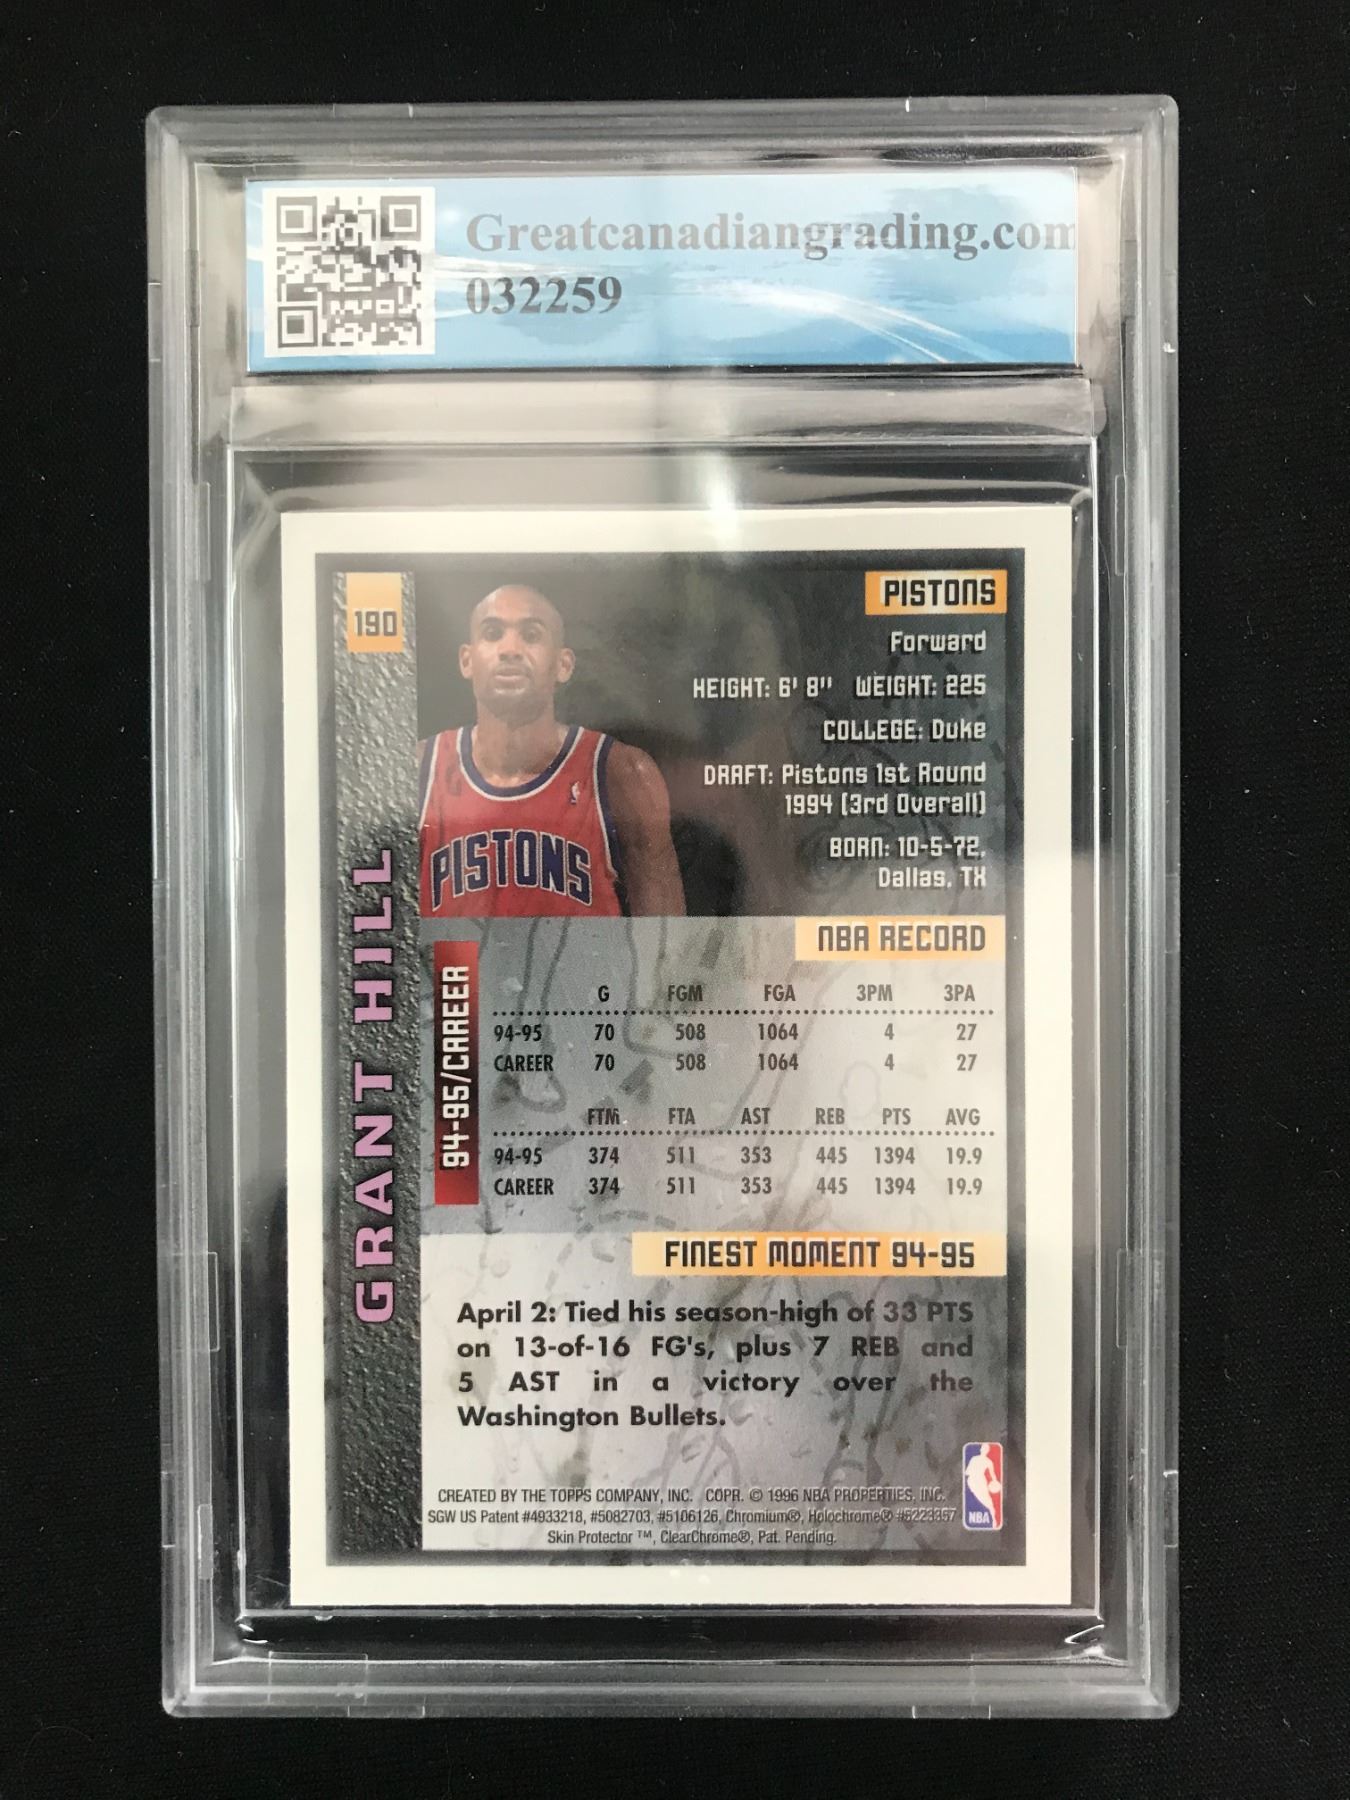 Greatcanadiangrading.com
032259
190
PISTONS
Forward
HEIGHT: 6' 8" WEIGHT: 225
COLLEGE: Duke
DRAFT: Pistons 1st Round
1994 (3rd Overall)
BORN: 10-5-72,
Dallas, TX
PISTONS
GRANT HILL
NBA RECORD
94-95/CAREER
G FGM FGA 3PM 3PA
94-95 70 508 1064 4 27
CAREER 70 508 1064 4 27
FTM FTA AST REB PTS AVG
94-95 374 511 353 445 1394 19.9
CAREER 374 511 353 445 1394 19.9
FINEST MOMENT 94-95
April 2: Tied his season-high of 33 PTS
on 13-of-16 FG's, plus 7 REB and
5 AST in a victory over the
Washington Bullets.
CREATED BY THE TOPPS COMPANY, INC. COPR. © 1996 NBA PROPERTIES, INC.
SGW US Patent #4933218, #5082703, #5106126, Chromium®, Holochrome® #5223357
Skin Protector ™, ClearChrome®, Pat. Pending.
NBA